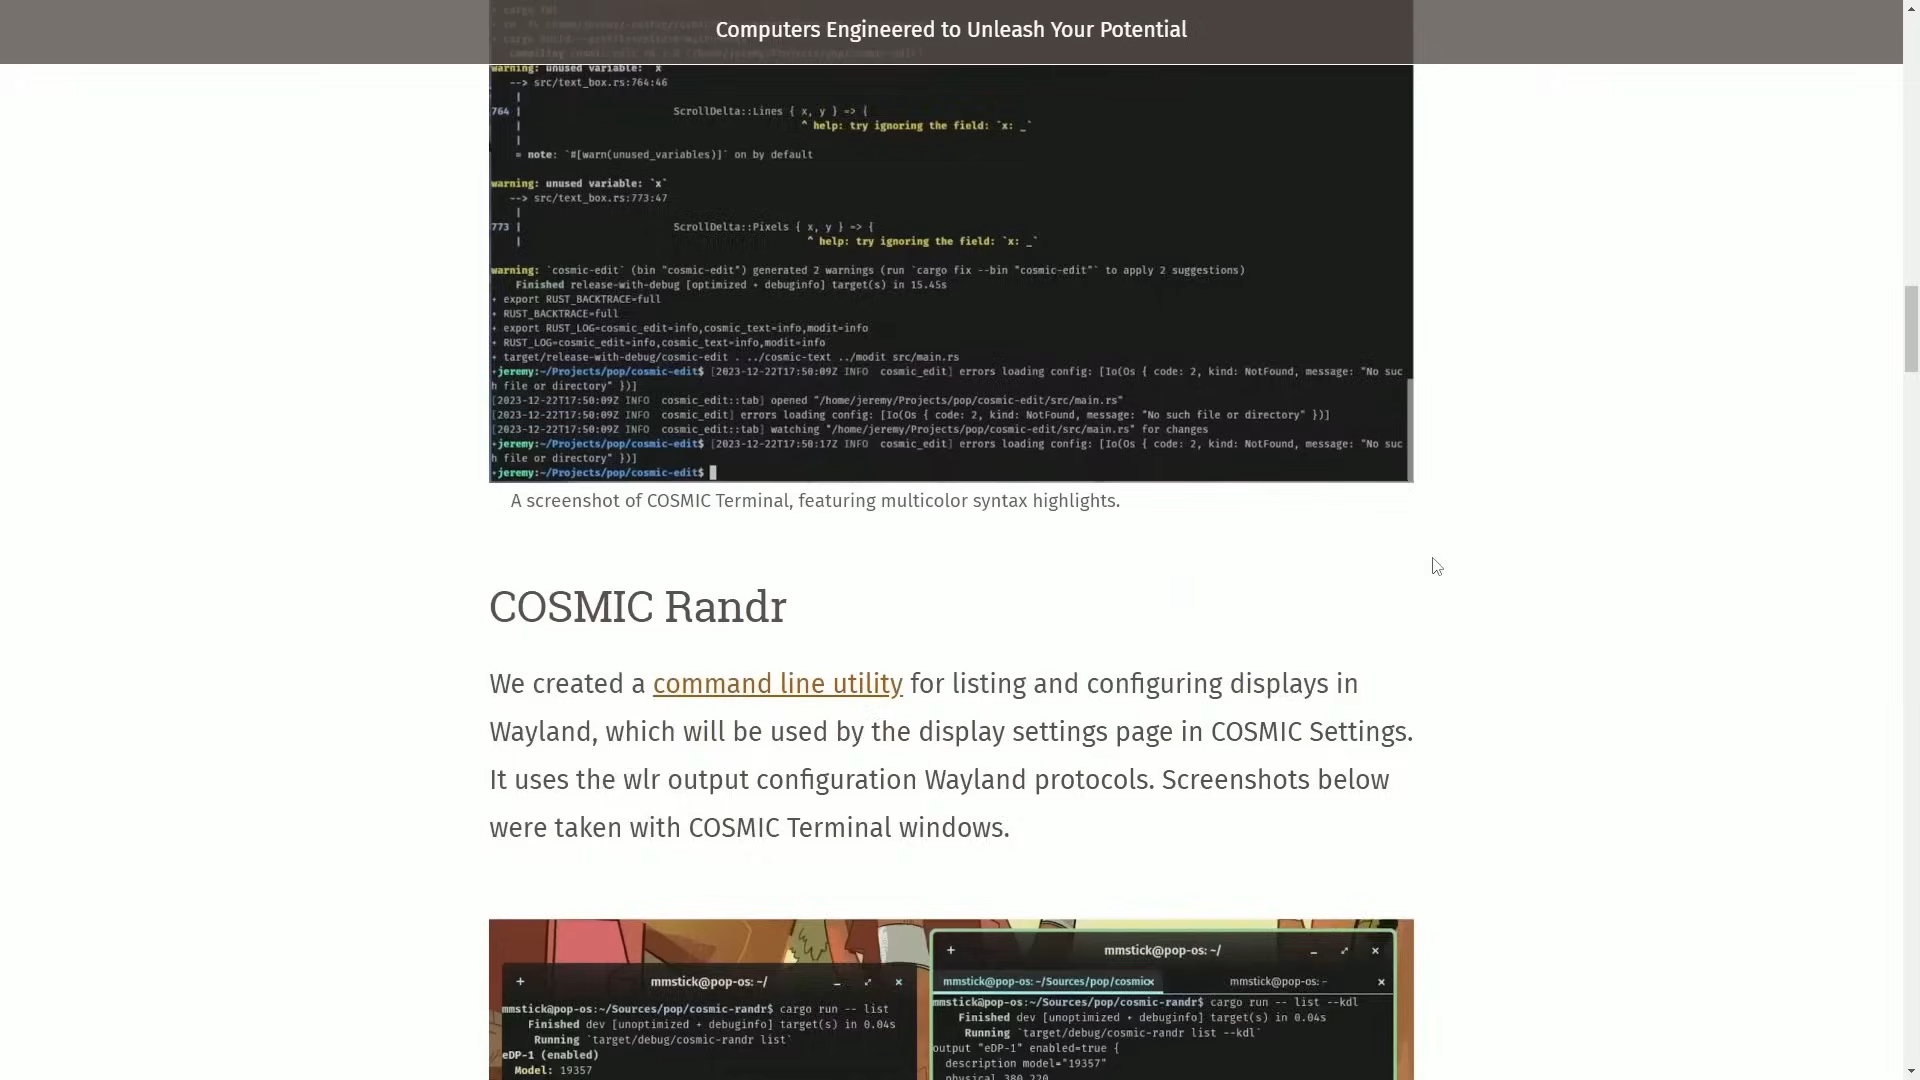 Computers Engineered to Unleash Your Potential
warning: unused variable: `x`
--> src/text_box.rs:764:46
|
764 | ScrollDelta::Lines { x, y } => {
| ^ help: try ignoring the field: `x: _`
|
= note: `#[warn(unused_variables)]` on by default
warning: unused variable: `x`
--> src/text_box.rs:773:47
|
773 | ScrollDelta::Pixels { x, y } => {
| ^ help: try ignoring the field: `x: _`
warning: `cosmic-edit` (bin "cosmic-edit") generated 2 warnings (run `cargo fix --bin "cosmic-edit"` to apply 2 suggestions)
Finished release-with-debug [optimized + debuginfo] target(s) in 15.45s
+ export RUST_BACKTRACE=full
+ RUST_BACKTRACE=full
+ export RUST_LOG=cosmic_edit=info,cosmic_text=info,modit=info
+ RUST_LOG=cosmic_edit=info,cosmic_text=info,modit=info
+ target/release-with-debug/cosmic-edit . ../cosmic-text ../modit src/main.rs
jeremy:~/Projects/pop/cosmic-edit$ [2023-12-22T17:50:09Z INFO cosmic_edit] errors loading config: [Io(Os { code: 2, kind: NotFound, message: "No suc
h file or directory" })]
[2023-12-22T17:50:09Z INFO cosmic_edit::tab] opened "/home/jeremy/Projects/pop/cosmic-edit/src/main.rs"
[2023-12-22T17:50:09Z INFO cosmic_edit] errors loading config: [Io(Os { code: 2, kind: NotFound, message: "No such file or directory" })]
[2023-12-22T17:50:09Z INFO cosmic_edit::tab] watching "/home/jeremy/Projects/pop/cosmic-edit/src/main.rs" for changes
jeremy:~/Projects/pop/cosmic-edit$ [2023-12-22T17:50:17Z INFO cosmic_edit] errors loading config: [Io(Os { code: 2, kind: NotFound, message: "No suc
h file or directory" })]
jeremy:~/Projects/pop/cosmic-edit$
A screenshot of COSMIC Terminal, featuring multicolor syntax highlights.
COSMIC Randr
We created a command line utility for listing and configuring displays in
Wayland, which will be used by the display settings page in COSMIC Settings.
It uses the wlr output configuration Wayland protocols. Screenshots below
were taken with COSMIC Terminal windows.
mmstick@pop-os: ~/
mmstick@pop-os:~/Sources/pop/cosmic-randr$ cargo run -- list
Finished dev [unoptimized + debuginfo] target(s) in 0.04s
Running `target/debug/cosmic-randr list`
eDP-1 (enabled)
Model: 19357
mmstick@pop-os: ~/
mmstick@pop-os: ~/Sources/pop/cosmic
mmstick@pop-os: ~
mmstick@pop-os:~/Sources/pop/cosmic-randr$ cargo run -- list --kdl
Finished dev [unoptimized + debuginfo] target(s) in 0.04s
Running `target/debug/cosmic-randr list --kdl`
output "eDP-1" enabled=true {
description model="19357"
physical 380 220